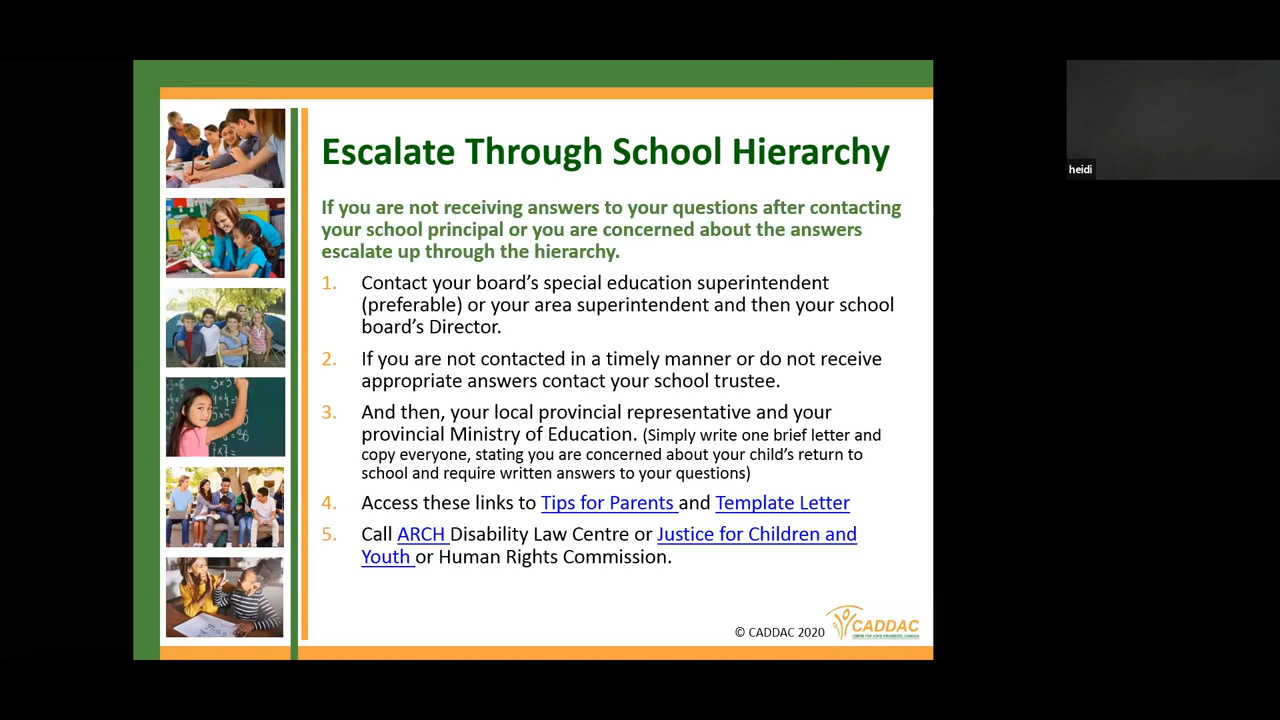 Escalate Through School Hierarchy
If you are not receiving answers to your questions after contacting
your school principal or you are concerned about the answers
escalate up through the hierarchy.
1. Contact your board’s special education superintendent
(preferable) or your area superintendent and then your school
board’s Director.
2. If you are not contacted in a timely manner or do not receive
appropriate answers contact your school trustee.
3. And then, your local provincial representative and your
provincial Ministry of Education. (Simply write one brief letter and
copy everyone, stating you are concerned about your child’s return to
school and require written answers to your questions)
4. Access these links to Tips for Parents and Template Letter
5. Call ARCH Disability Law Centre or Justice for Children and
Youth or Human Rights Commission.
© CADDAC 2020
CADDAC
CENTRE FOR ADHD AWARENESS, CANADA
heidi